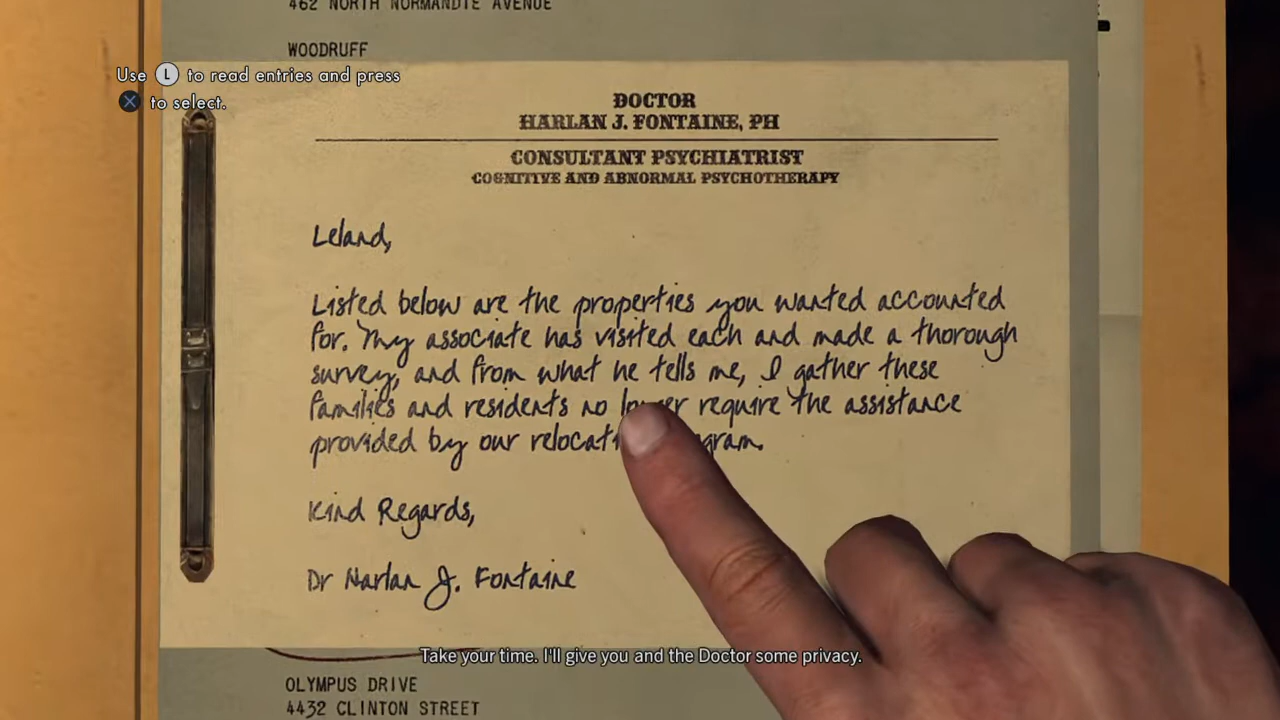 462 NORTH NORMANDIE AVENUE
WOODRUFF
Use L to read entries and press
X to select.
DOCTOR
HARLAN J. FONTAINE, PH
CONSULTANT PSYCHIATRIST
COGNITIVE AND ABNORMAL PSYCHOTHERAPY
Leland,
Listed below are the properties you wanted accounted
for. My associate has visited each and made a thorough
survey, and from what he tells me, I gather these
families and residents no longer require the assistance
provided by our
Kind Regards,
Dr Harlan J. Fontaine
Take your time. I'll give you and the Doctor some privacy.
OLYMPUS DRIVE
4432 CLINTON STREET